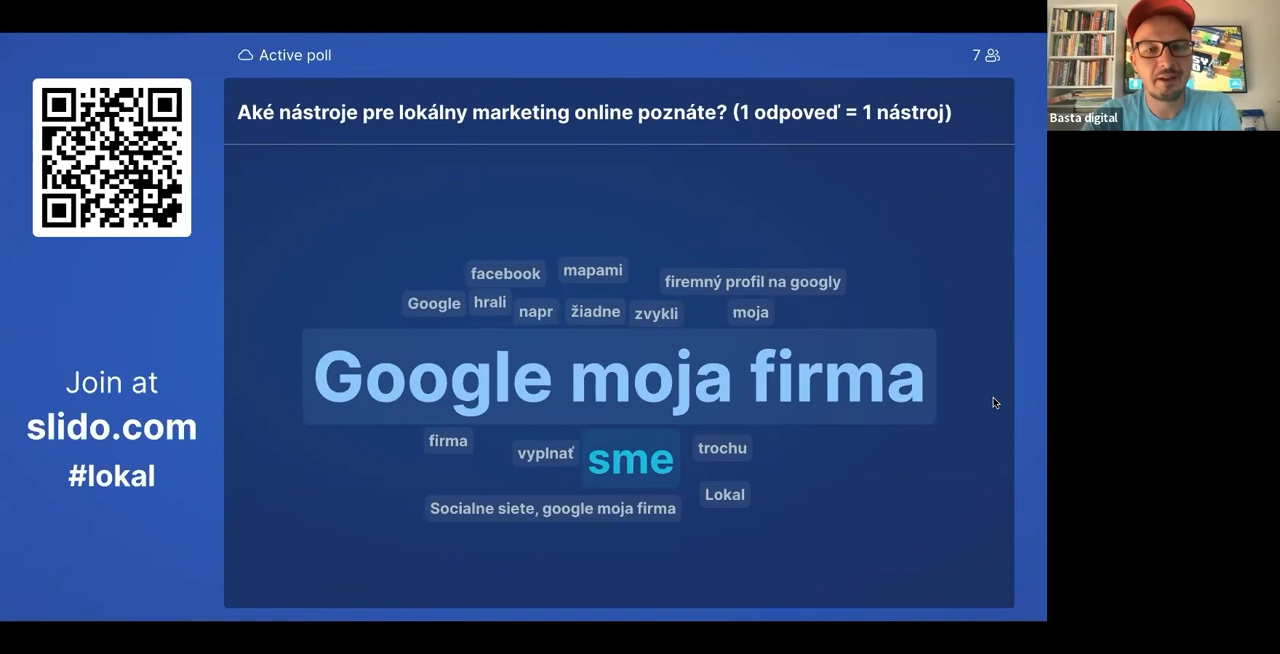 Active poll
7
Aké nástroje pre lokálny marketing online poznáte? (1 odpoveď = 1 nástroj)
facebook
mapami
firemný profil na googly
Google
hrali
napr
žiadne
zvykli
moja
Google moja firma
firma
vyplnať
sme
trochu
Lokal
Socialne siete, google moja firma
Join at
slido.com
#lokal
Basta digital